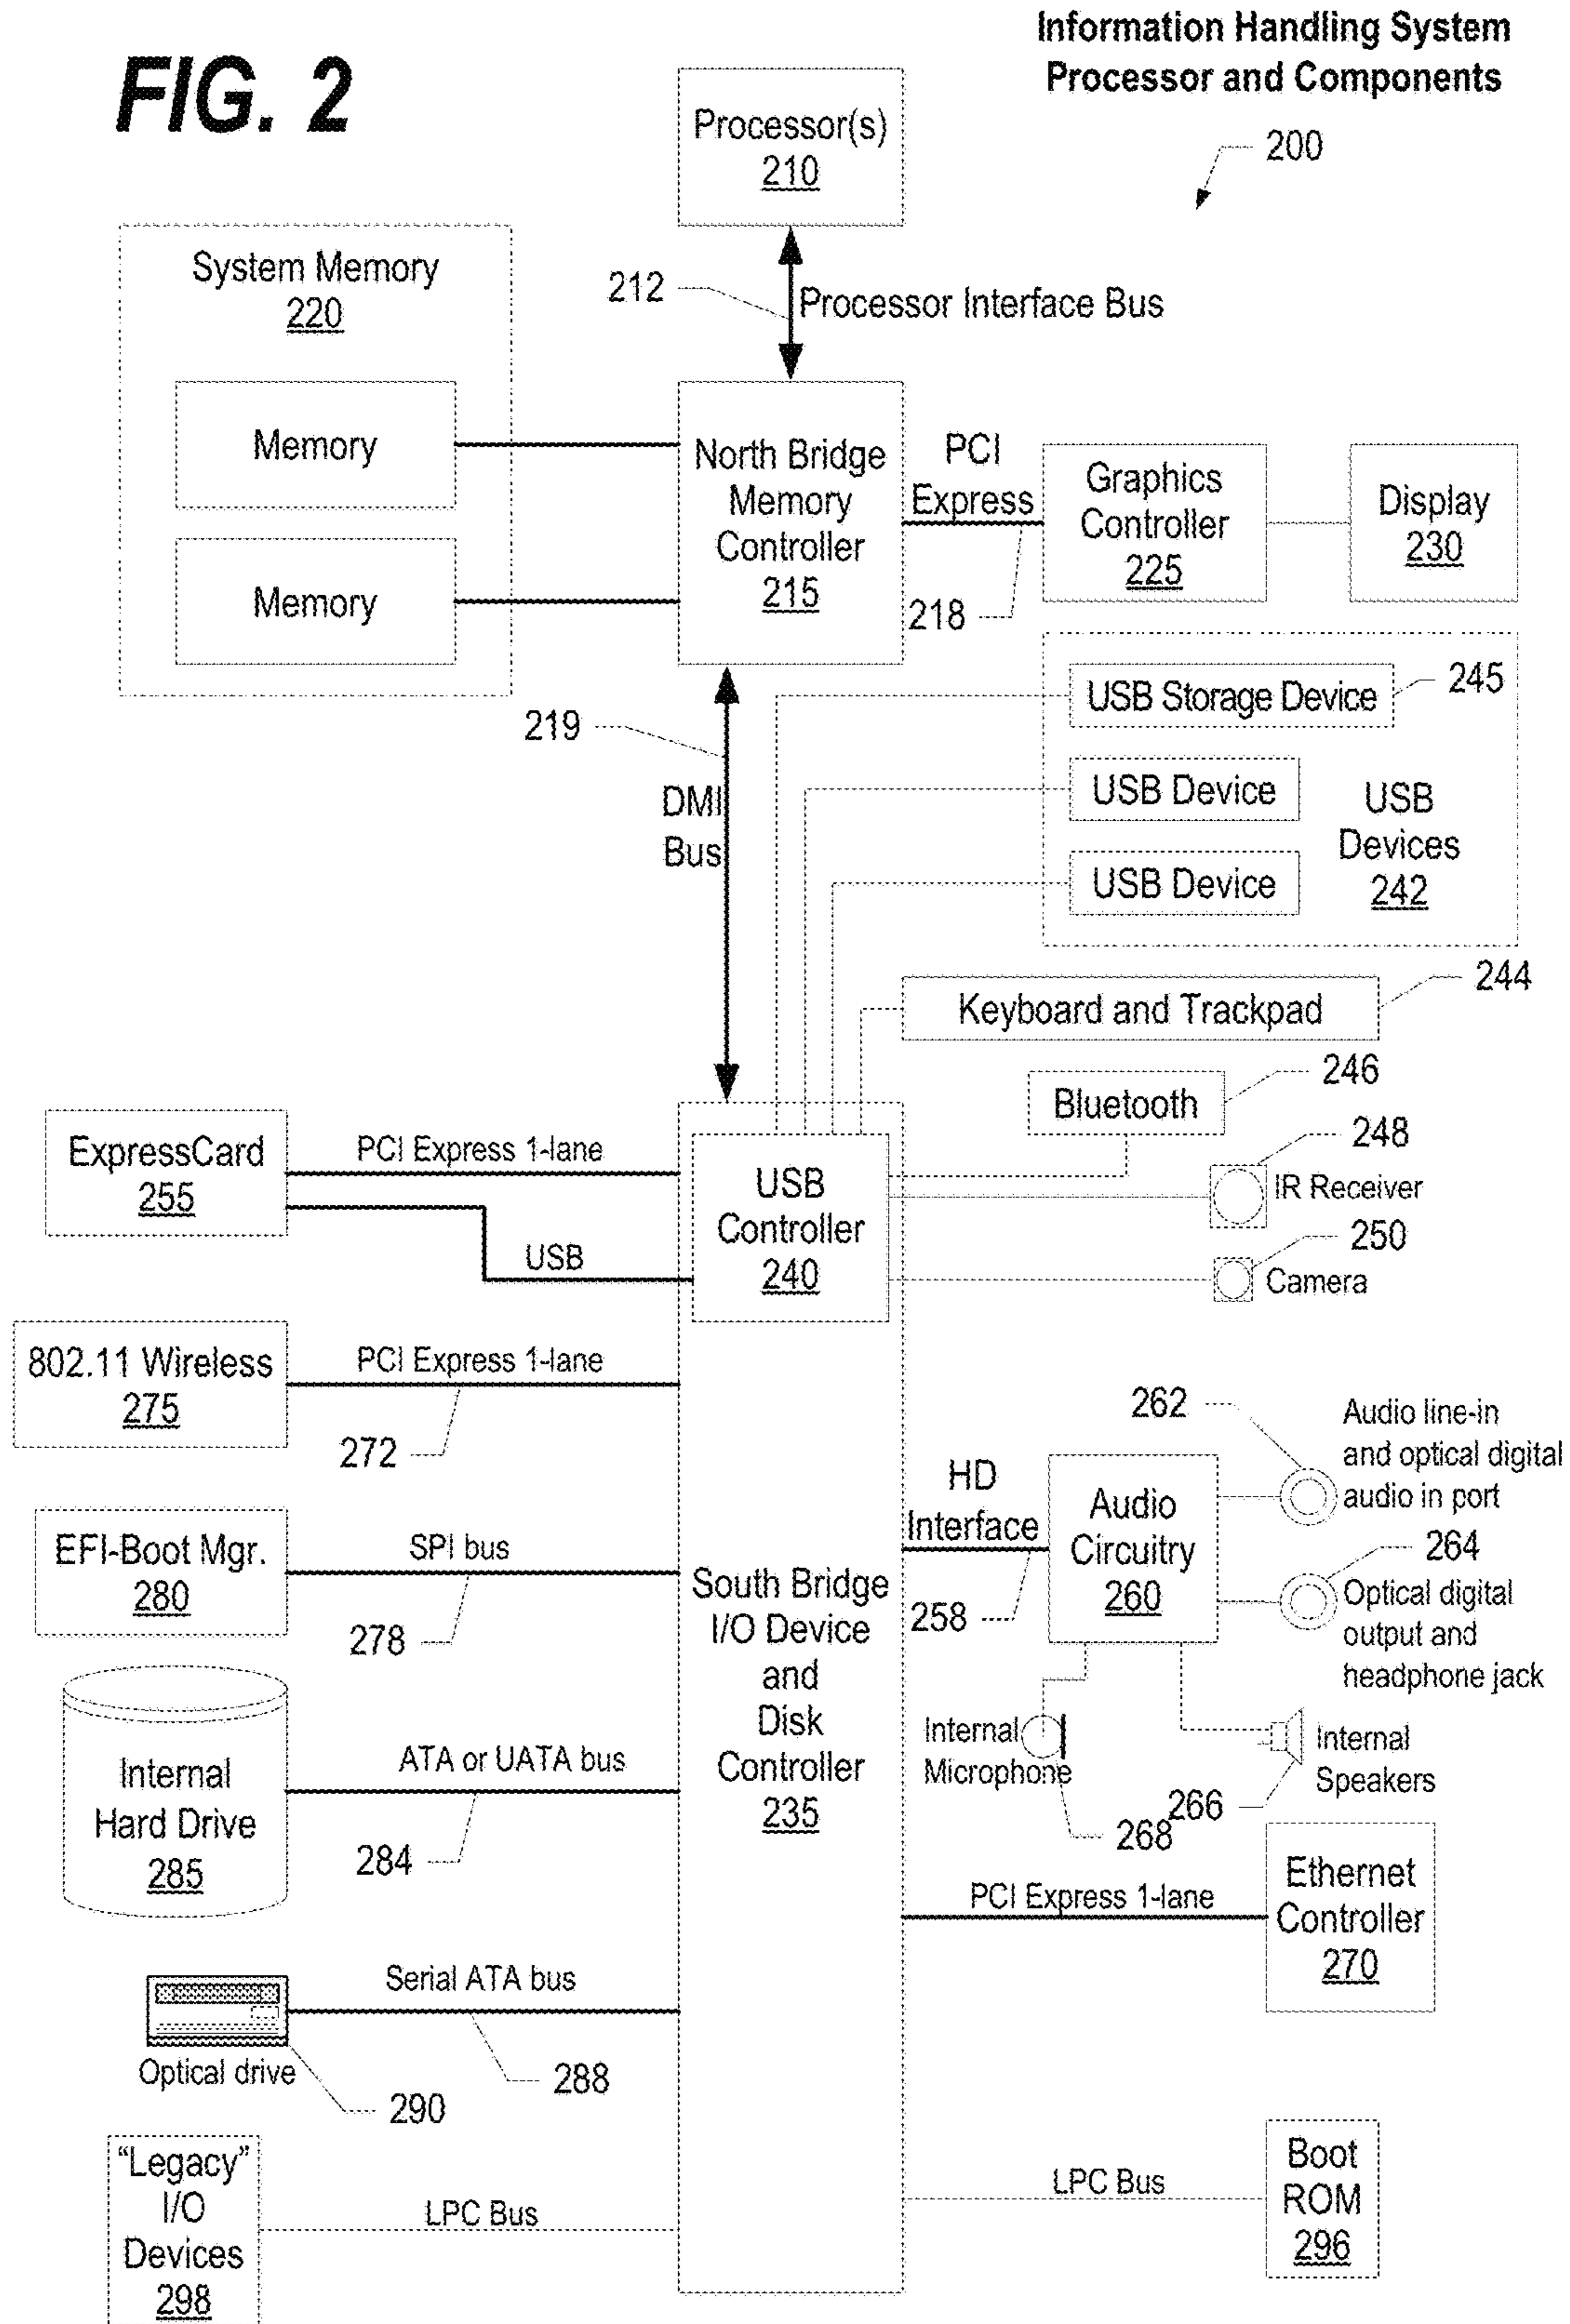 FIG. 2
Information Handling System
Processor and Components
200
Processor(s)
210
212
Processor Interface Bus
System Memory
220
Memory
Memory
North Bridge
Memory
Controller
215
PCI
Express
218
Graphics
Controller
225
Display
230
219
DMI
Bus
USB Storage Device
245
USB Device
USB Device
USB
Devices
242
Keyboard and Trackpad
244
Bluetooth
246
248
IR Receiver
250
Camera
ExpressCard
255
PCI Express 1-lane
USB
USB
Controller
240
802.11 Wireless
275
PCI Express 1-lane
272
EFI-Boot Mgr.
280
SPI bus
278
South Bridge
I/O Device
and
Disk
Controller
235
HD
Interface
258
Audio
Circuitry
260
262
Audio line-in
and optical digital
audio in port
264
Optical digital
output and
headphone jack
Internal
Microphone
268
Internal
Speakers
266
Internal
Hard Drive
285
ATA or UATA bus
284
PCI Express 1-lane
Ethernet
Controller
270
Serial ATA bus
288
Optical drive
290
"Legacy"
I/O
Devices
298
LPC Bus
LPC Bus
Boot
ROM
296